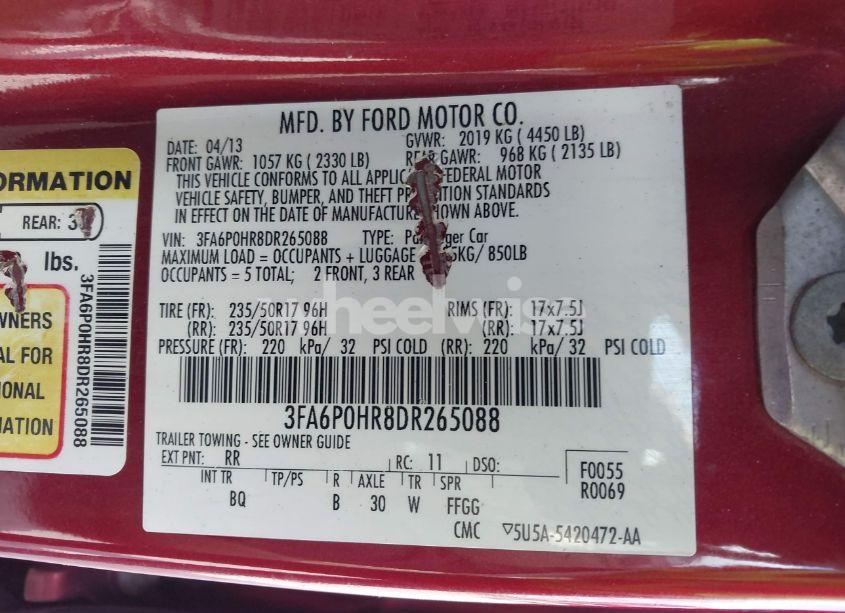 MFD. BY FORD MOTOR CO.
DATE: 04/13 GVWR: 2019 KG ( 4450 LB)
FRONT GAWR: 1057 KG ( 2330 LB) GAWR: 968 KG ( 2135 LB)
THIS VEHICLE CONFORMS TO ALL FEDERAL MOTOR
VEHICLE SAFETY, BUMPER, AND THEFT STANDARDS
IN EFFECT ON THE DATE OF MANUFACTURE SHOWN ABOVE.
VIN: 3FA6P0HR8DR265088 TYPE: Car
MAXIMUM LOAD = OCCUPANTS + LUGGAGE 850LB
OCCUPANTS = 5 TOTAL; 2 FRONT, 3 REAR
TIRE (FR): 235/50R17 96H RIMS (FR): 17x7.5J
(RR): 235/50R17 96H (RR): 17x7.5J
PRESSURE (FR): 220 kPa/ 32 PSI COLD (RR): 220 kPa/ 32 PSI COLD
3FA6P0HR8DR265088
TRAILER TOWING - SEE OWNER GUIDE
EXT PNT: RR RC: 11 DSO: F0055
INT TR TP/PS R AXLE TR SPR R0069
BQ B 30 W FFGG
CMC ▽5U5A-5420472-AA
ORMATION
REAR: 3
lbs.
WNERS
AL FOR
IONAL
MATION
3FA6P0HR8DR265088
wheelwise